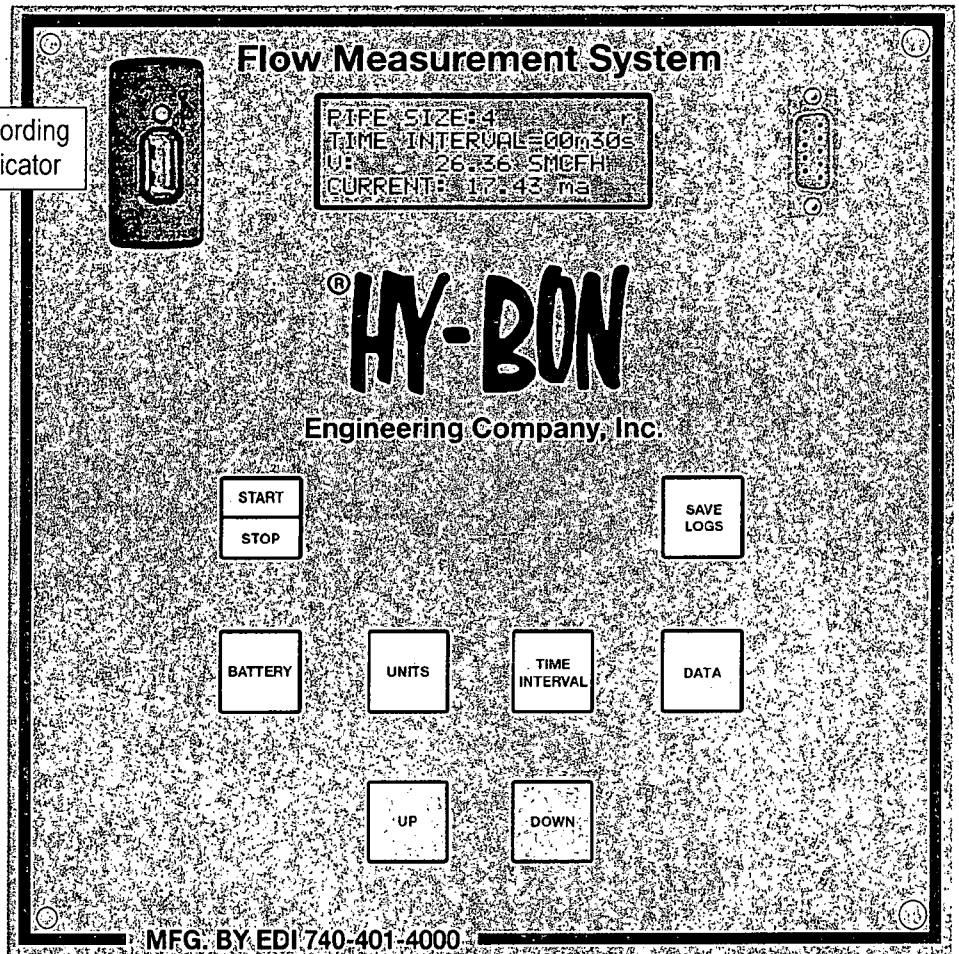 Flow Measurement System
ording
icator
PIPE SIZE:4 r
TIME INTERVAL=00m30s
V: 26.36 SMCFH
CURRENT: 17.43 ma
® HY-BON
Engineering Company, Inc.
START
STOP
SAVE
LOGS
BATTERY
UNITS
TIME
INTERVAL
DATA
UP
DOWN
MFG. BY EDI 740-401-4000